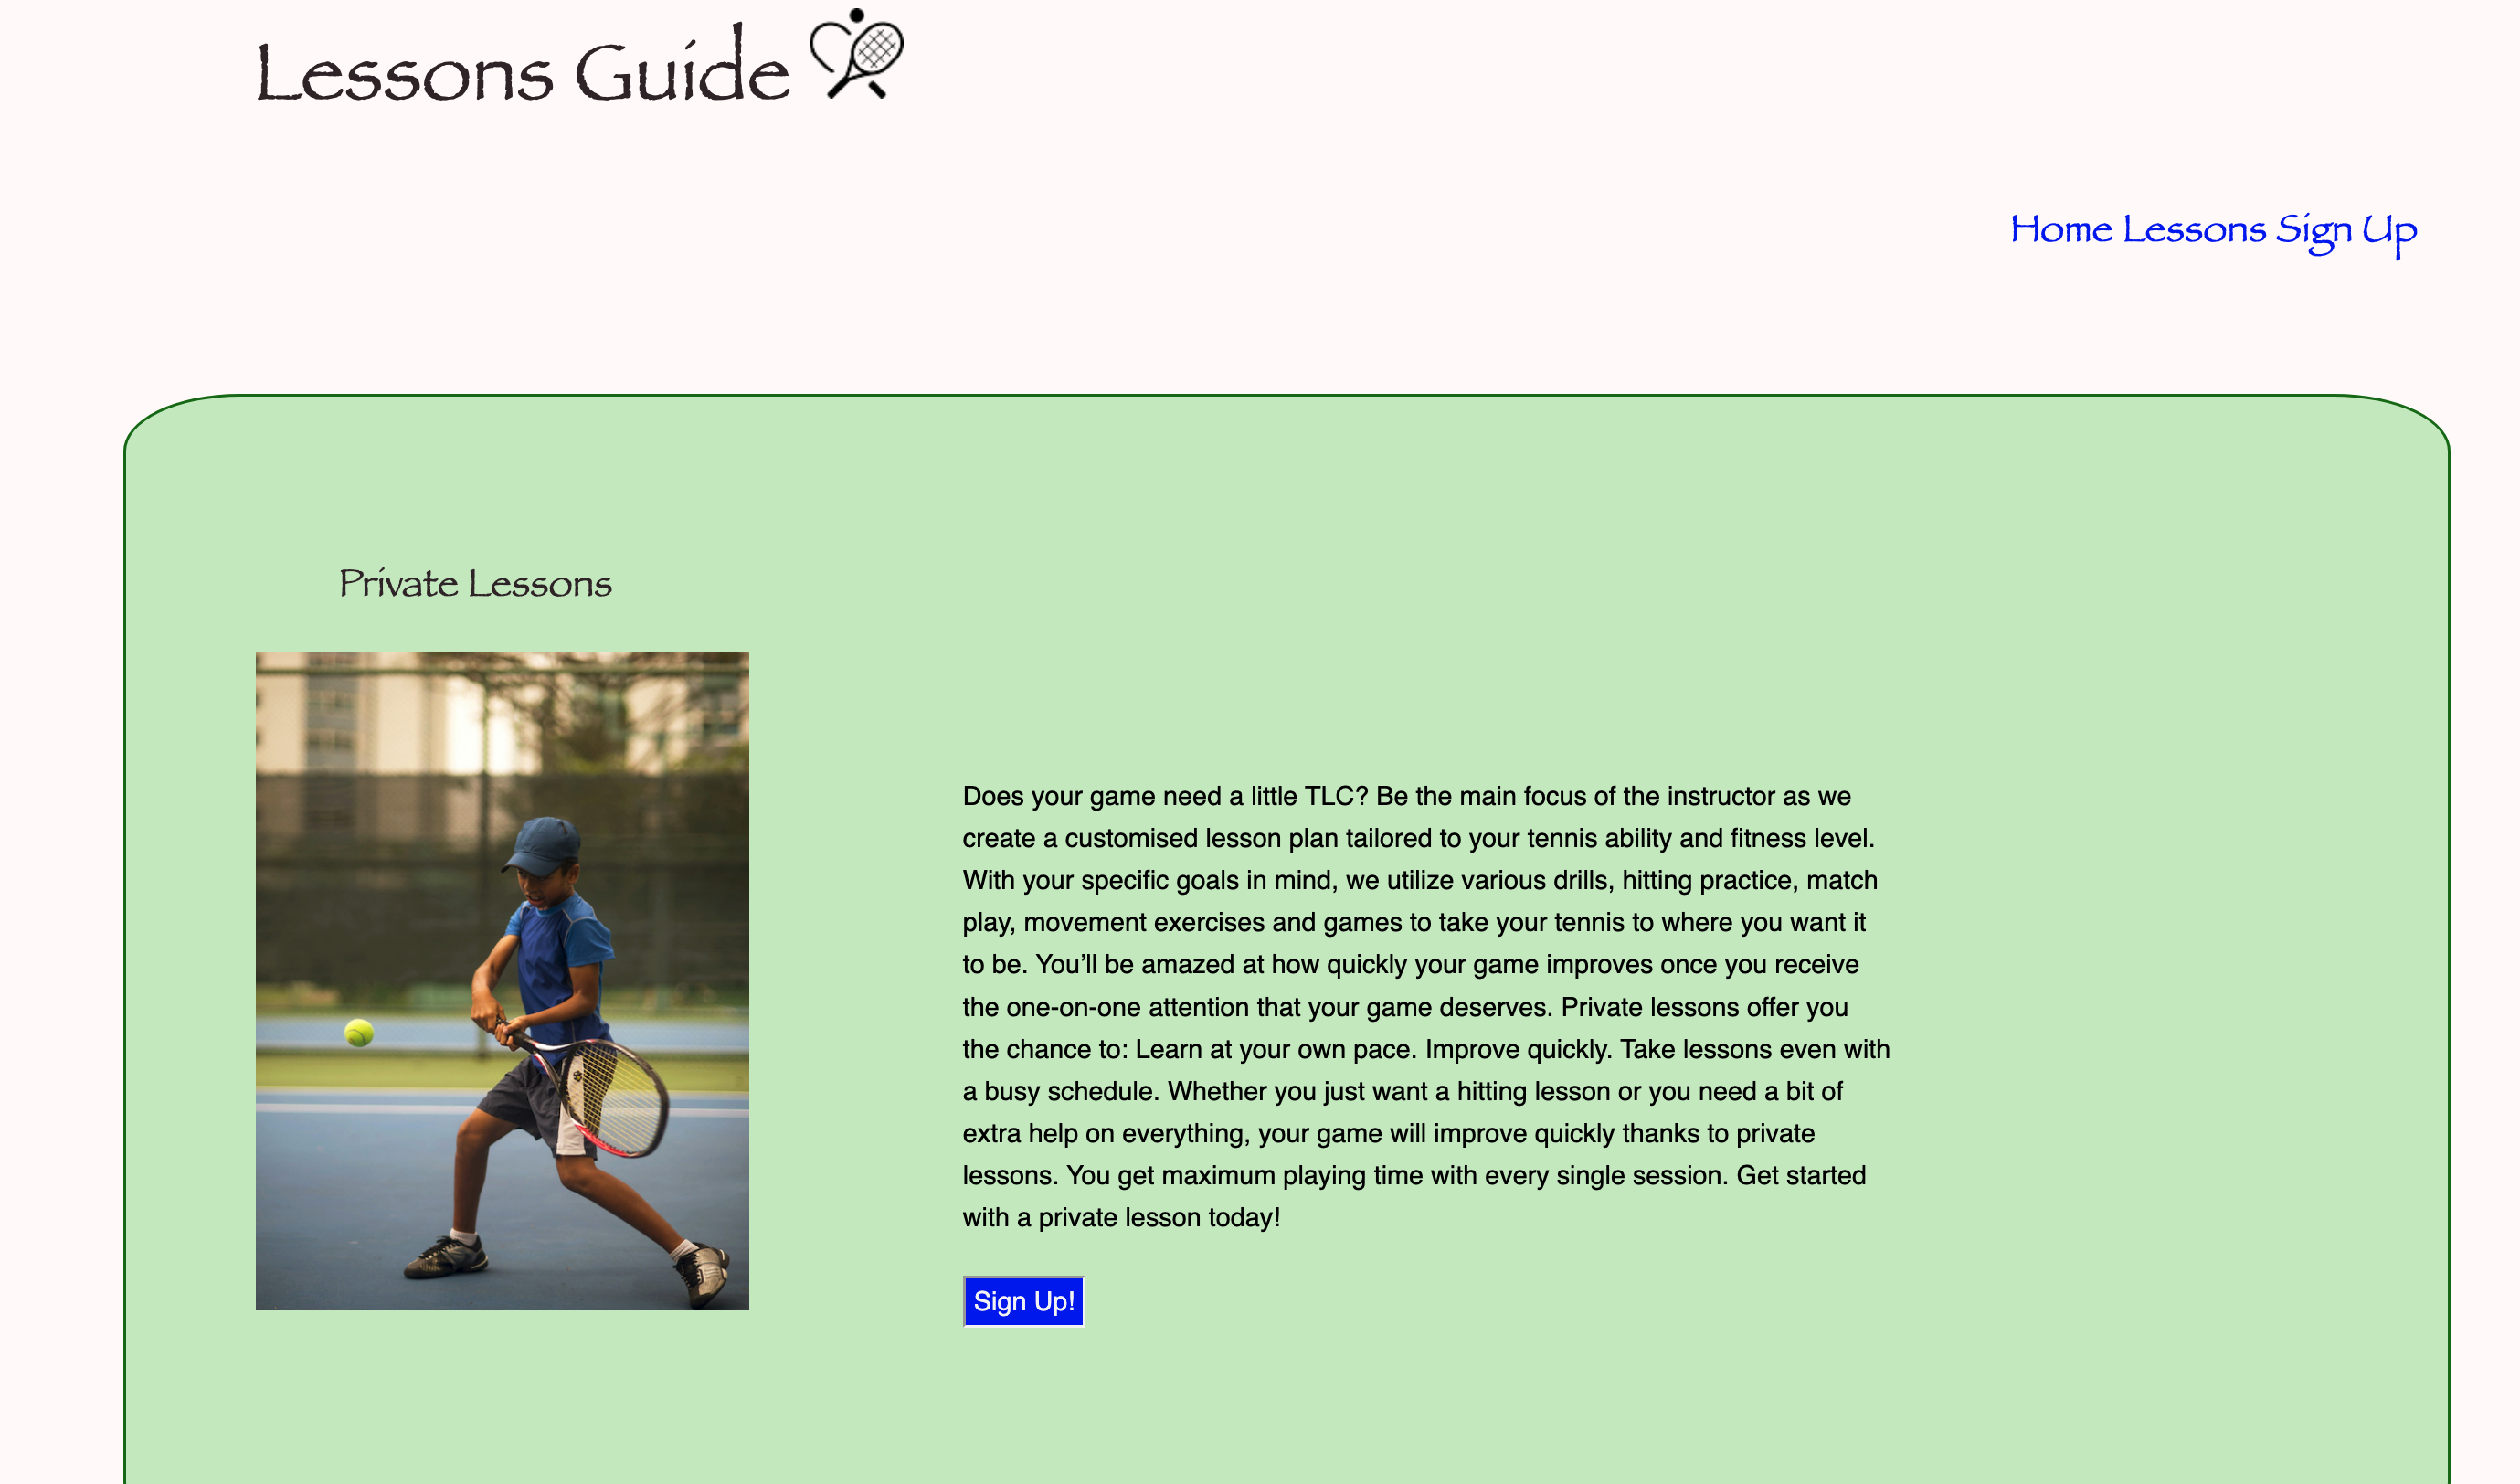 Lessons Guide
Home Lessons Sign Up
Private Lessons
Does your game need a little TLC? Be the main focus of the instructor as we
create a customised lesson plan tailored to your tennis ability and fitness level.
With your specific goals in mind, we utilize various drills, hitting practice, match
play, movement exercises and games to take your tennis to where you want it
to be. You’ll be amazed at how quickly your game improves once you receive
the one-on-one attention that your game deserves. Private lessons offer you
the chance to: Learn at your own pace. Improve quickly. Take lessons even with
a busy schedule. Whether you just want a hitting lesson or you need a bit of
extra help on everything, your game will improve quickly thanks to private
lessons. You get maximum playing time with every single session. Get started
with a private lesson today!
Sign Up!